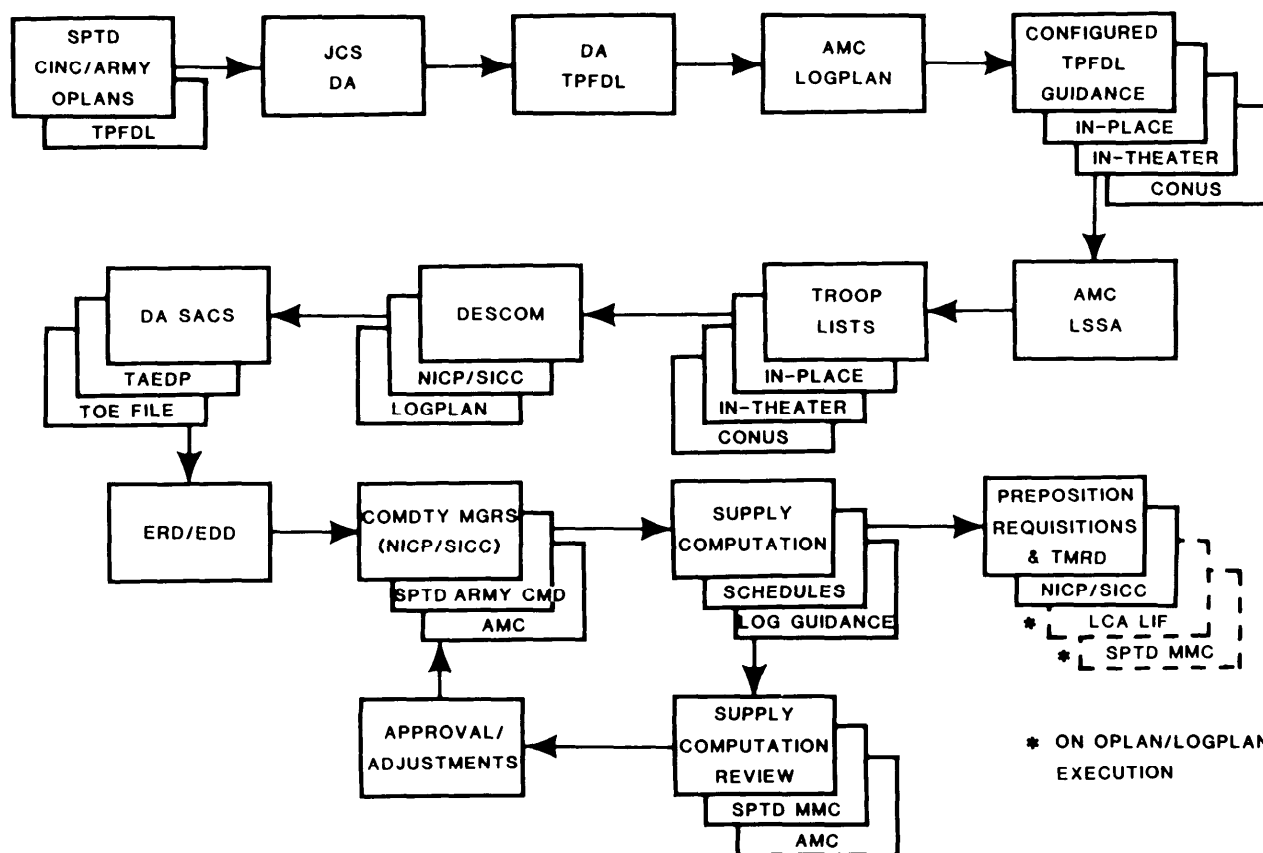 SPTD
CINC/ARMY
OPLANS
TPFDL
JCS
DA
DA
TPFDL
AMC
LOGPLAN
CONFIGURED
TPFDL
GUIDANCE
IN-PLACE
IN-THEATER
CONUS
DA SACS
TAEDP
TOE FILE
DESCOM
NICP/SICC
LOGPLAN
TROOP
LISTS
IN-PLACE
IN-THEATER
CONUS
AMC
LSSA
ERD/EDD
COMDTY MGRS
(NICP/SICC)
SPTD ARMY CMD
AMC
SUPPLY
COMPUTATION
SCHEDULES
LOG GUIDANCE
PREPOSITION
REQUISITIONS
& TMRD
NICP/SICC
* LCA LIF
* SPTD MMC
APPROVAL/
ADJUSTMENTS
SUPPLY
COMPUTATION
REVIEW
SPTD MMC
AMC
* ON OPLAN/LOGPLAN
EXECUTION